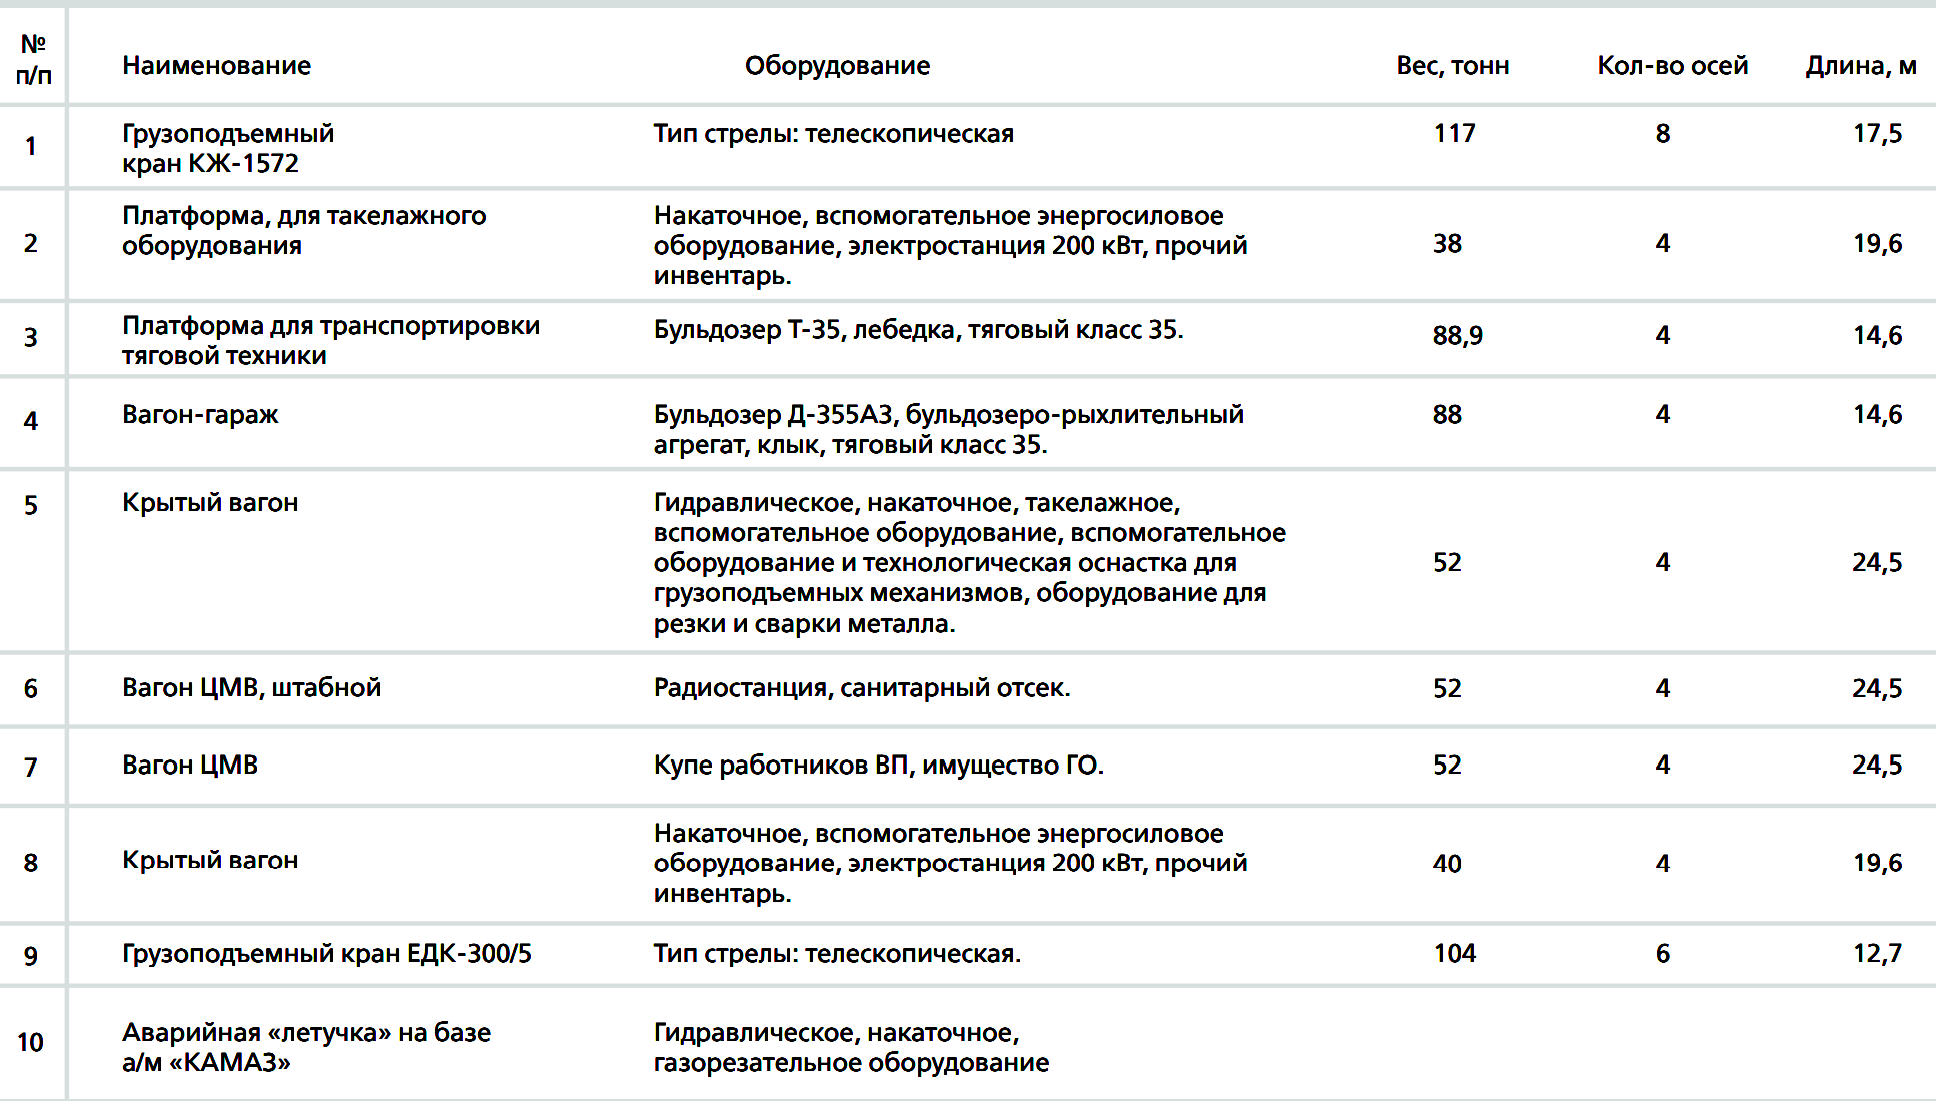 № п/п Наименование Оборудование Вес, тонн Кол-во осей Длина, м
1 Грузоподъемный Тип стрелы: телескопическая 117 8 17,5
кран КЖ-1572
2 Платформа, для такелажного Накаточное, вспомогательное энергосиловое 38 4 19,6
оборудования оборудование, электростанция 200 кВт, прочий
инвентарь.
3 Платформа для транспортировки Бульдозер Т-35, лебедка, тяговый класс 35. 88,9 4 14,6
тяговой техники
4 Вагон-гараж Бульдозер Д-355А3, бульдозеро-рыхлительный 88 4 14,6
агрегат, клык, тяговый класс 35.
5 Крытый вагон Гидравлическое, накаточное, такелажное,
вспомогательное оборудование, вспомогательное
оборудование и технологическая оснастка для 52 4 24,5
грузоподъемных механизмов, оборудование для
резки и сварки металла.
6 Вагон ЦМВ, штабной Радиостанция, санитарный отсек. 52 4 24,5
7 Вагон ЦМВ Купе работников ВП, имущество ГО. 52 4 24,5
Накаточное, вспомогательное энергосиловое
8 Крытый вагон оборудование, электростанция 200 кВт, прочий 40 4 19,6
инвентарь.
9 Грузоподъемный кран ЕДК-300/5 Тип стрелы: телескопическая. 104 6 12,7
10 Аварийная «летучка» на базе Гидравлическое, накаточное,
а/м «КАМАЗ» газорезательное оборудование